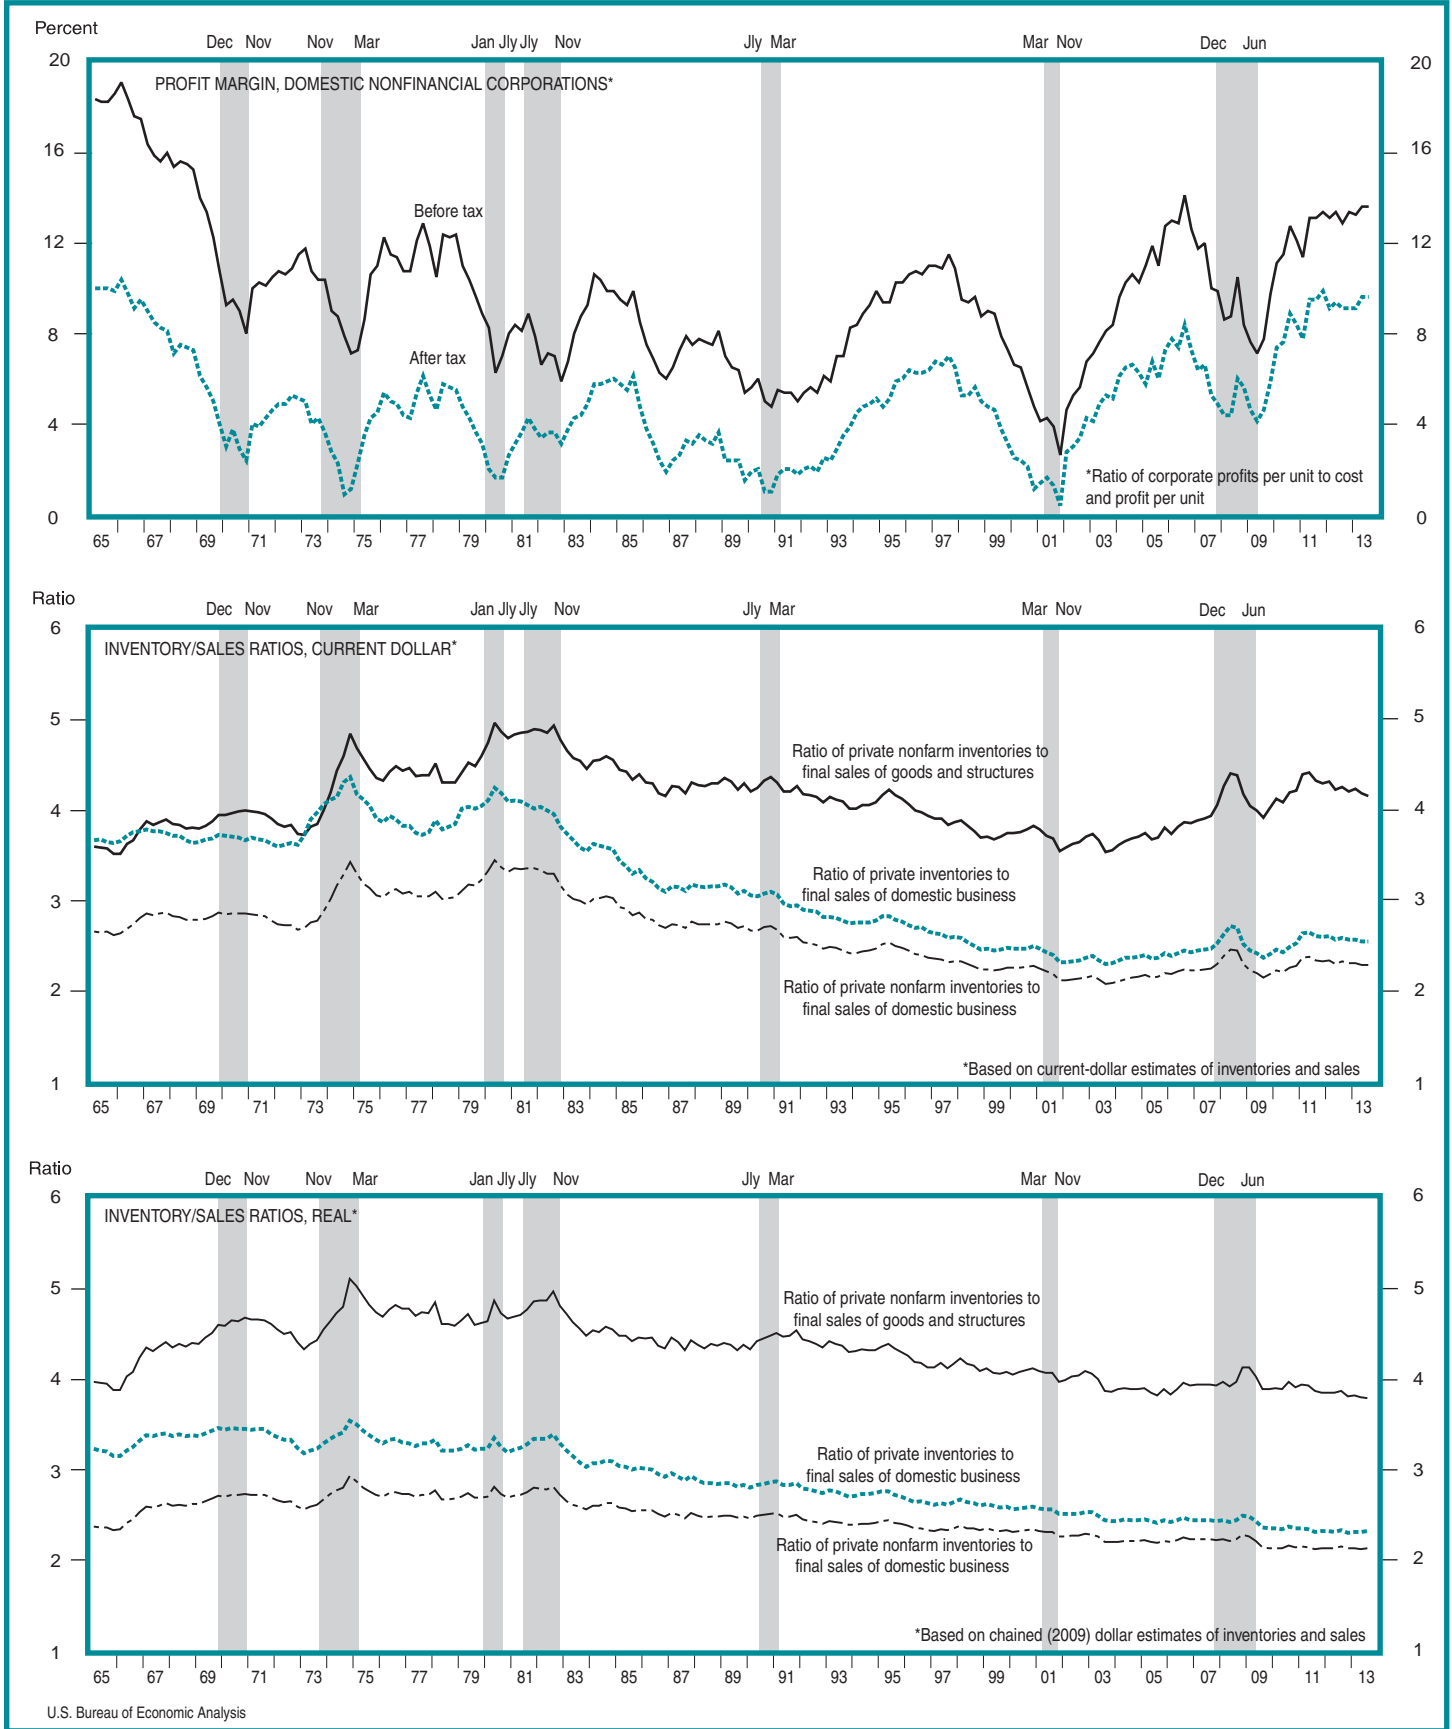 Percent
Dec Nov Nov Mar Jan Jly Jly Nov Jly Mar Mar Nov Dec Jun
20 20
PROFIT MARGIN, DOMESTIC NONFINANCIAL CORPORATIONS*
16 16
Before tax
12 12
8 8
After tax
4 4
*Ratio of corporate profits per unit to cost
and profit per unit
0 0
65 67 69 71 73 75 77 79 81 83 85 87 89 91 93 95 97 99 01 03 05 07 09 11 13
Ratio
Dec Nov Nov Mar Jan Jly Jly Nov Jly Mar Mar Nov Dec Jun
6 6
INVENTORY/SALES RATIOS, CURRENT DOLLAR*
5 5
Ratio of private nonfarm inventories to
final sales of goods and structures
4 4
Ratio of private inventories to
final sales of domestic business
3 3
Ratio of private nonfarm inventories to
final sales of domestic business
2 2
*Based on current-dollar estimates of inventories and sales
1 1
65 67 69 71 73 75 77 79 81 83 85 87 89 91 93 95 97 99 01 03 05 07 09 11 13
Ratio
Dec Nov Nov Mar Jan Jly Jly Nov Jly Mar Mar Nov Dec Jun
6 6
INVENTORY/SALES RATIOS, REAL*
5 5
Ratio of private nonfarm inventories to
final sales of goods and structures
4 4
Ratio of private inventories to
final sales of domestic business
3 3
Ratio of private nonfarm inventories to
final sales of domestic business
2 2
*Based on chained (2009) dollar estimates of inventories and sales
1 1
65 67 69 71 73 75 77 79 81 83 85 87 89 91 93 95 97 99 01 03 05 07 09 11 13
U.S. Bureau of Economic Analysis